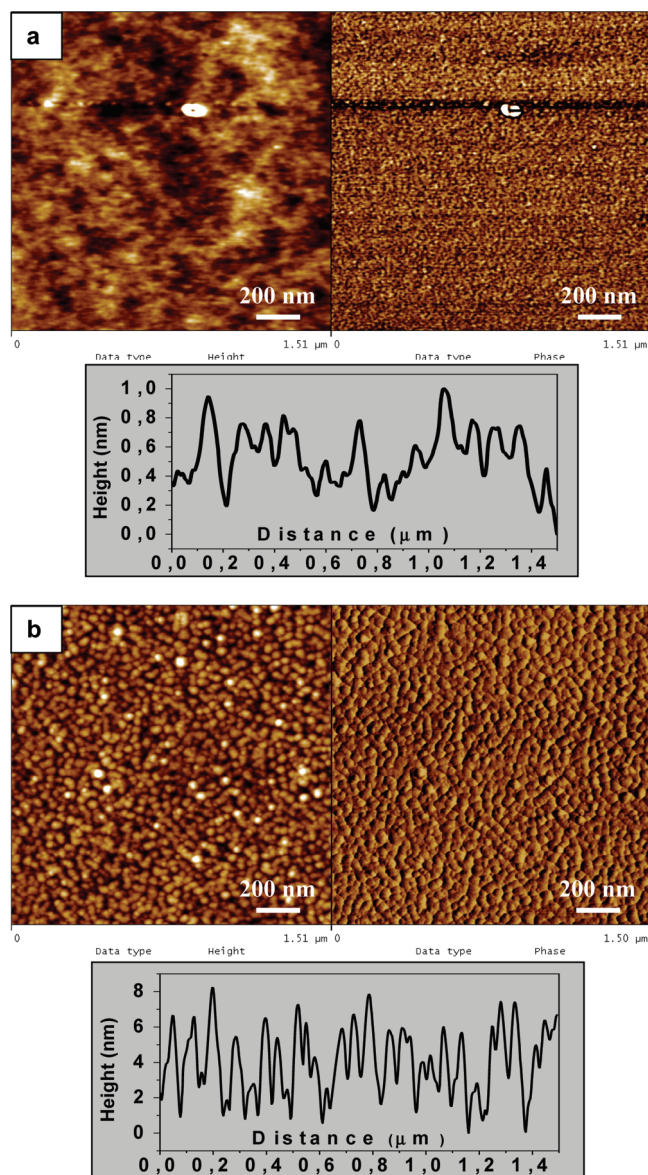 a
200 nm 200 nm
0 1.51 µm 0 1.51 µm
Data type Height Data type Phase
1,0
0,8
0,6
0,4
0,2
0,0
Height (nm)
Distance (µm)
0,0 0,2 0,4 0,6 0,8 1,0 1,2 1,4
b
200 nm 200 nm
0 1.51 µm 0 1.50 µm
Data type Height Data type Phase
8
6
4
2
0
Height (nm)
Distance (µm)
0,0 0,2 0,4 0,6 0,8 1,0 1,2 1,4